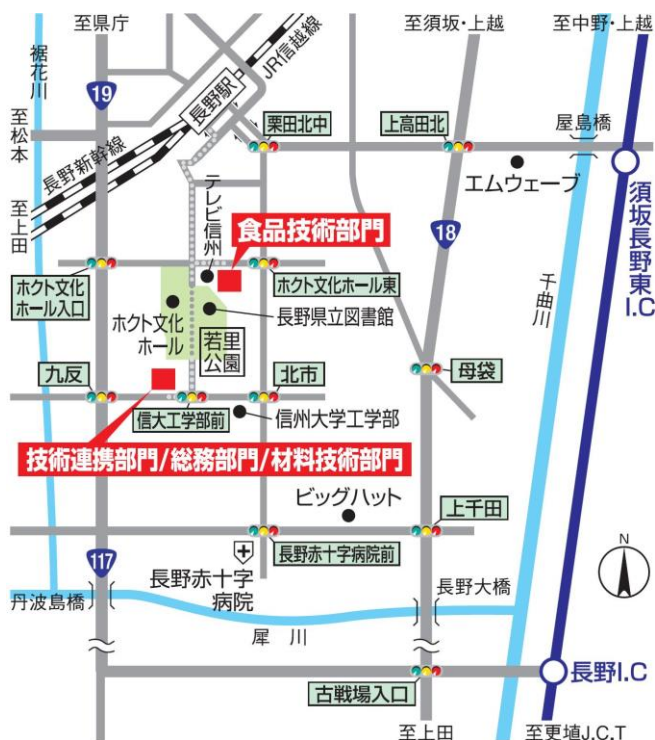 至県庁
至須坂・上越
至中野・上越
裾花川
JR信越線
19
長野駅
P
栗田北中
上高田北
屋島橋
至松本
長野新幹線
エムウェーブ
至上田
テレビ信州
食品技術部門
18
須坂長野東I.C
ホクト文化
ホール入口
ホクト文化ホール東
千曲川
ホクト文化
ホール
長野県立図書館
若里
公園
九反
北市
母袋
信大工学部前
信州大学工学部
技術連携部門/総務部門/材料技術部門
ビッグハット
上千田
117
長野赤十字病院前
N
長野赤十字
病院
丹波島橋
長野大橋
犀川
長野I.C
古戦場入口
至上田
至更埴J.C.T